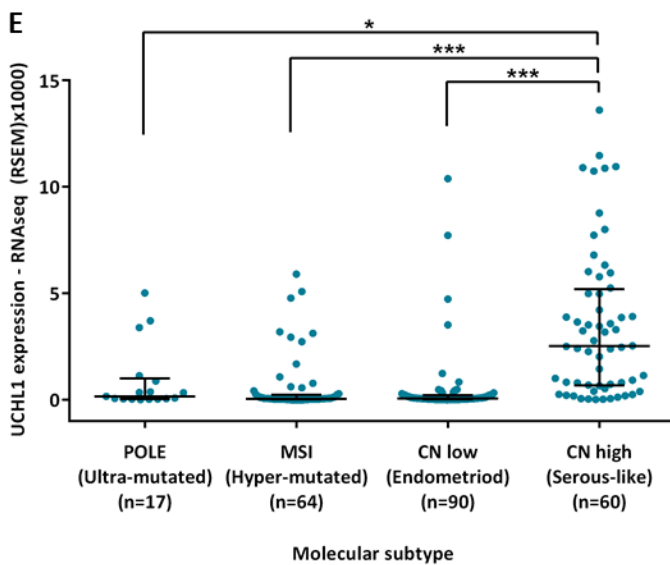 E
*
***
***
UCHL1 expression - RNAseq (RSEM)x1000
15
10
5
0
POLE
(Ultra-mutated)
(n=17)
MSI
(Hyper-mutated)
(n=64)
CN low
(Endometriod)
(n=90)
CN high
(Serous-like)
(n=60)
Molecular subtype